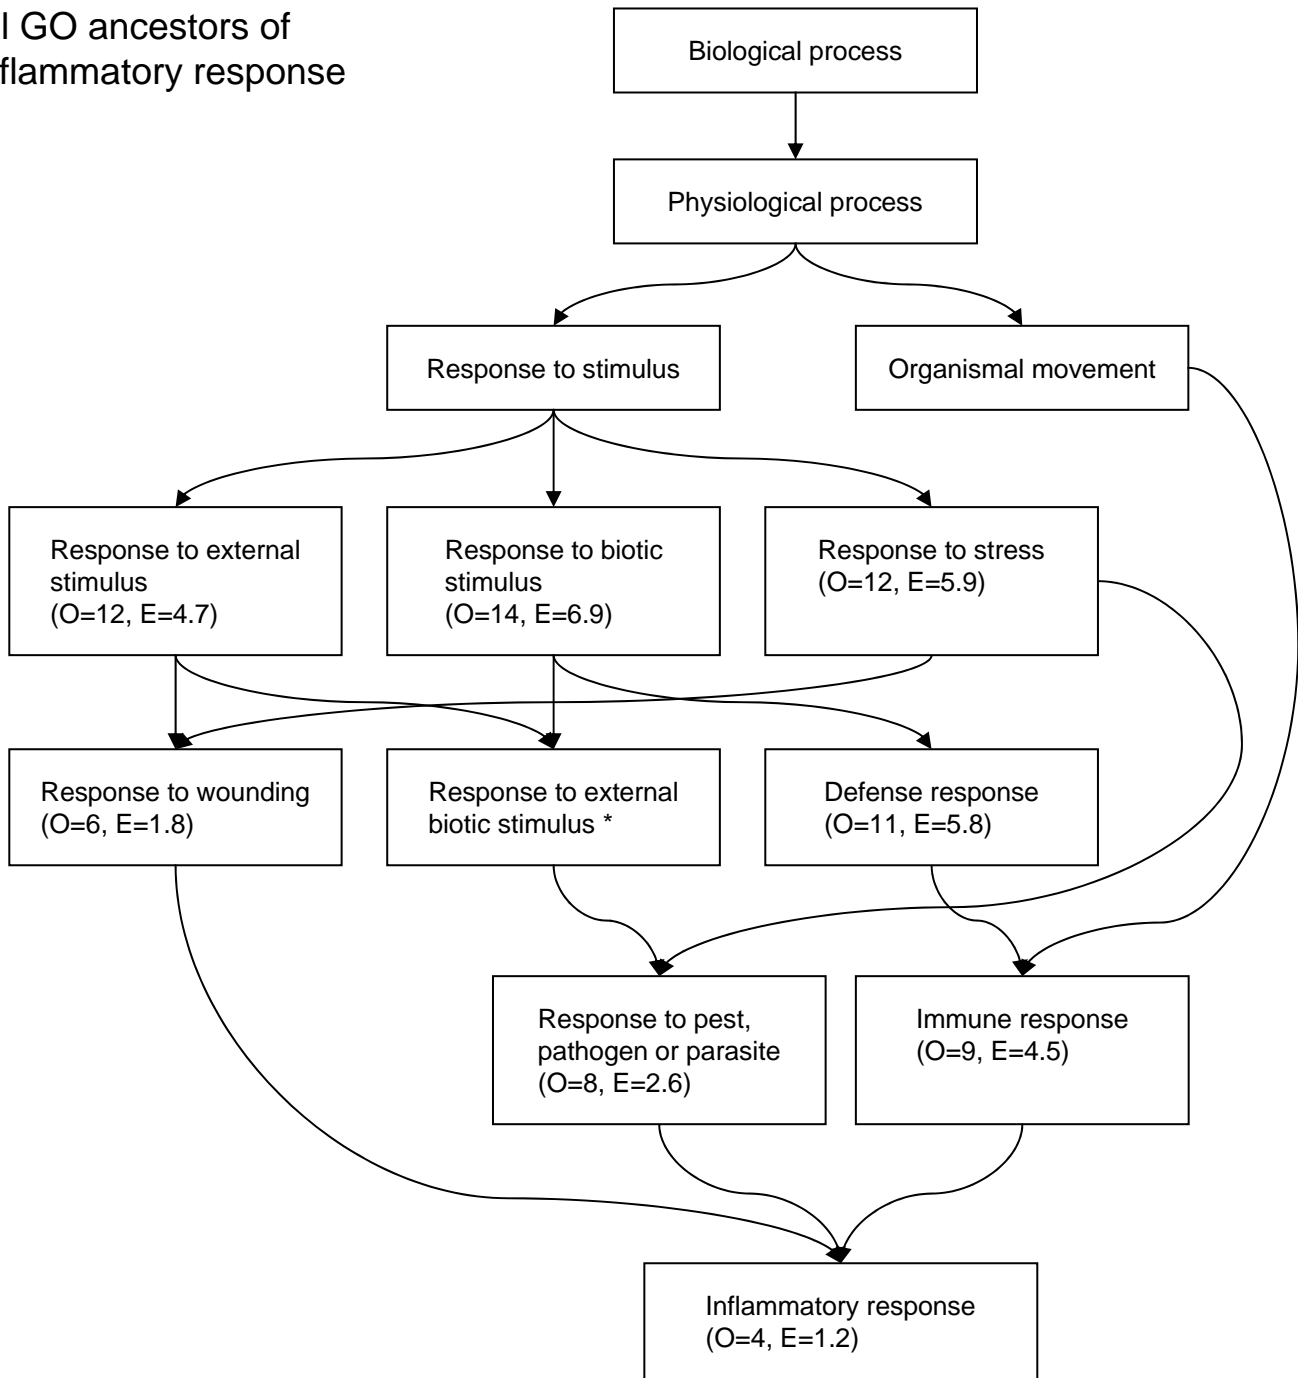 l GO ancestors of
flammatory response
Biological process
Physiological process
Response to stimulus
Organismal movement
Response to external
stimulus
(O=12, E=4.7)
Response to biotic
stimulus
(O=14, E=6.9)
Response to stress
(O=12, E=5.9)
Response to wounding
(O=6, E=1.8)
Response to external
biotic stimulus *
Defense response
(O=11, E=5.8)
Response to pest,
pathogen or parasite
(O=8, E=2.6)
Immune response
(O=9, E=4.5)
Inflammatory response
(O=4, E=1.2)